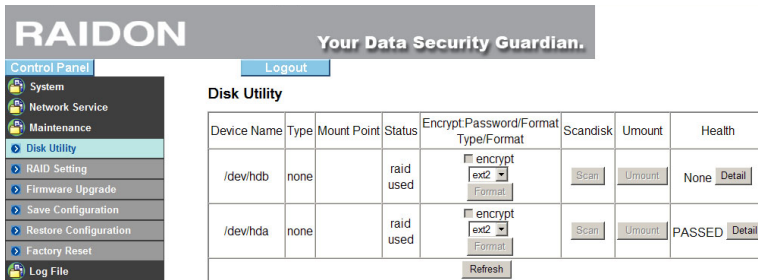 RAIDON
Your Data Security Guardian.
Control Panel
Logout
System
Network Service
Maintenance
Disk Utility
RAID Setting
Firmware Upgrade
Save Configuration
Restore Configuration
Factory Reset
Log File
Disk Utility
Device Name Type Mount Point Status Encrypt:Password/Format Type/Format Scandisk Umount Health
/dev/hdb none raid used encrypt ext2 Format Scan Umount None Detail
/dev/hda none raid used encrypt ext2 Format Scan Umount PASSED Detail
Refresh